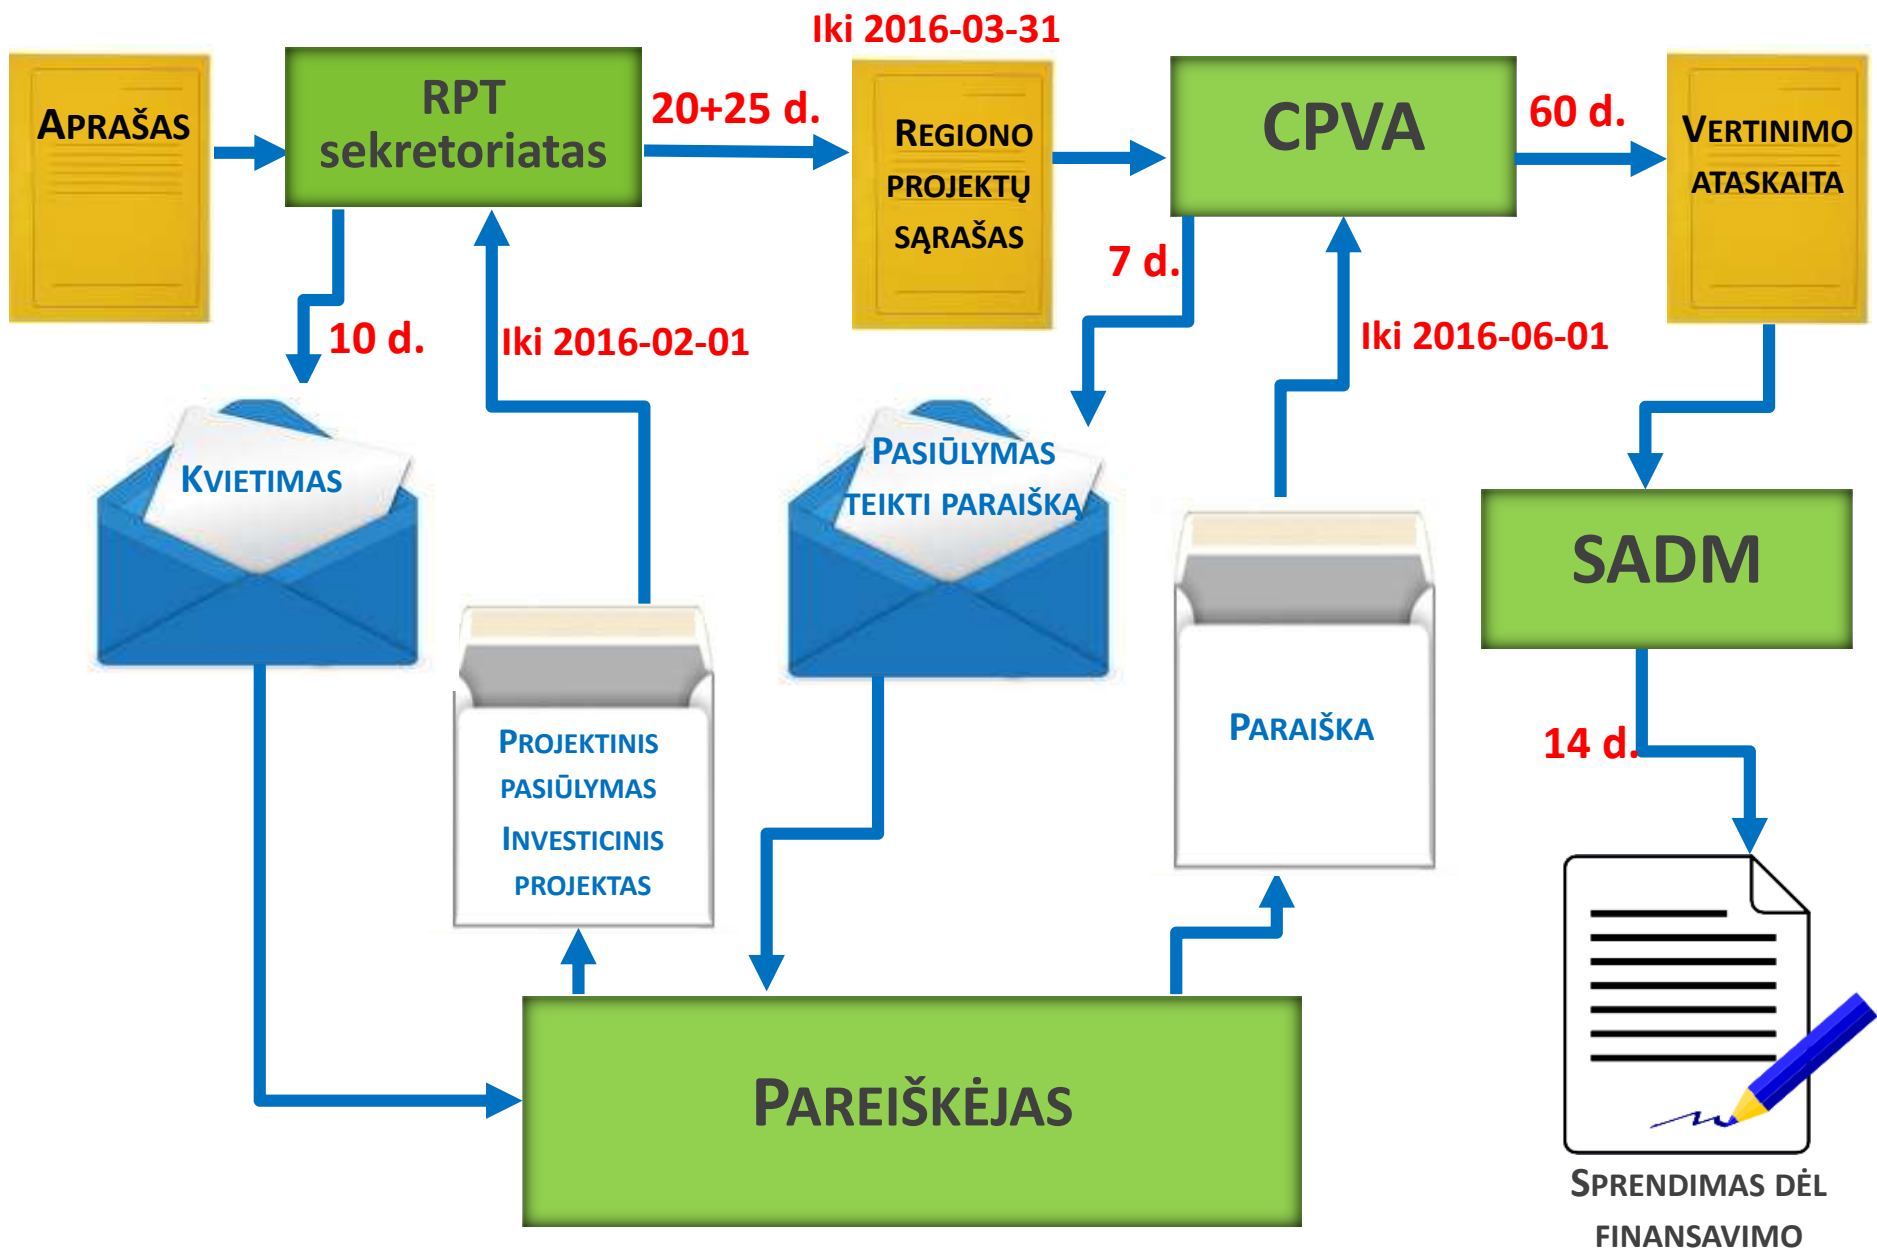 Iki 2016-03-31
APRAŠAS
RPT
sekretoriatas
20+25 d.
REGIONO
PROJEKTŲ
SĄRAŠAS
CPVA
60 d.
VERTINIMO
ATASKAITA
10 d.
Iki 2016-02-01
7 d.
Iki 2016-06-01
KVIETIMAS
PASIŪLYMAS
TEIKTI PARAIŠKĄ
SADM
PROJEKTINIS
PASIŪLYMAS
INVESTICINIS
PROJEKTAS
PARAIŠKA
14 d.
PAREIŠKĖJAS
SPRENDIMAS DĖL
FINANSAVIMO